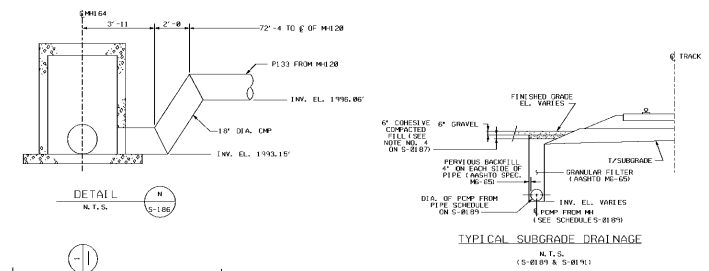 ℄ MH164
3'-11
2'-0
72'-4 TO ℄ OF MH120
P133 FROM MH120
INV. EL. 1996.06'
18" DIA. CMP
INV. EL. 1993.15'
DETAIL
N.T.S.
N
S-186
℄ TRACK
FINISHED GRADE
EL. VARIES
6" COHESIVE
COMPACTED
FILL (SEE
NOTE NO. 4
ON S-0187)
6" GRAVEL
PERVIOUS BACKFILL
4" ON EACH SIDE OF
PIPE (AASHTO SPEC.
M6-65)
T/SUBGRADE
GRANULAR FILTER
(AASHTO M6-65)
DIA. OF PCMP FROM
PIPE SCHEDULE
ON S-0189
INV. EL. VARIES
℄ PCMP FROM MH
(SEE SCHEDULE S-0189)
TYPICAL SUBGRADE DRAINAGE
N.T.S.
(S-0189 & S-0191)